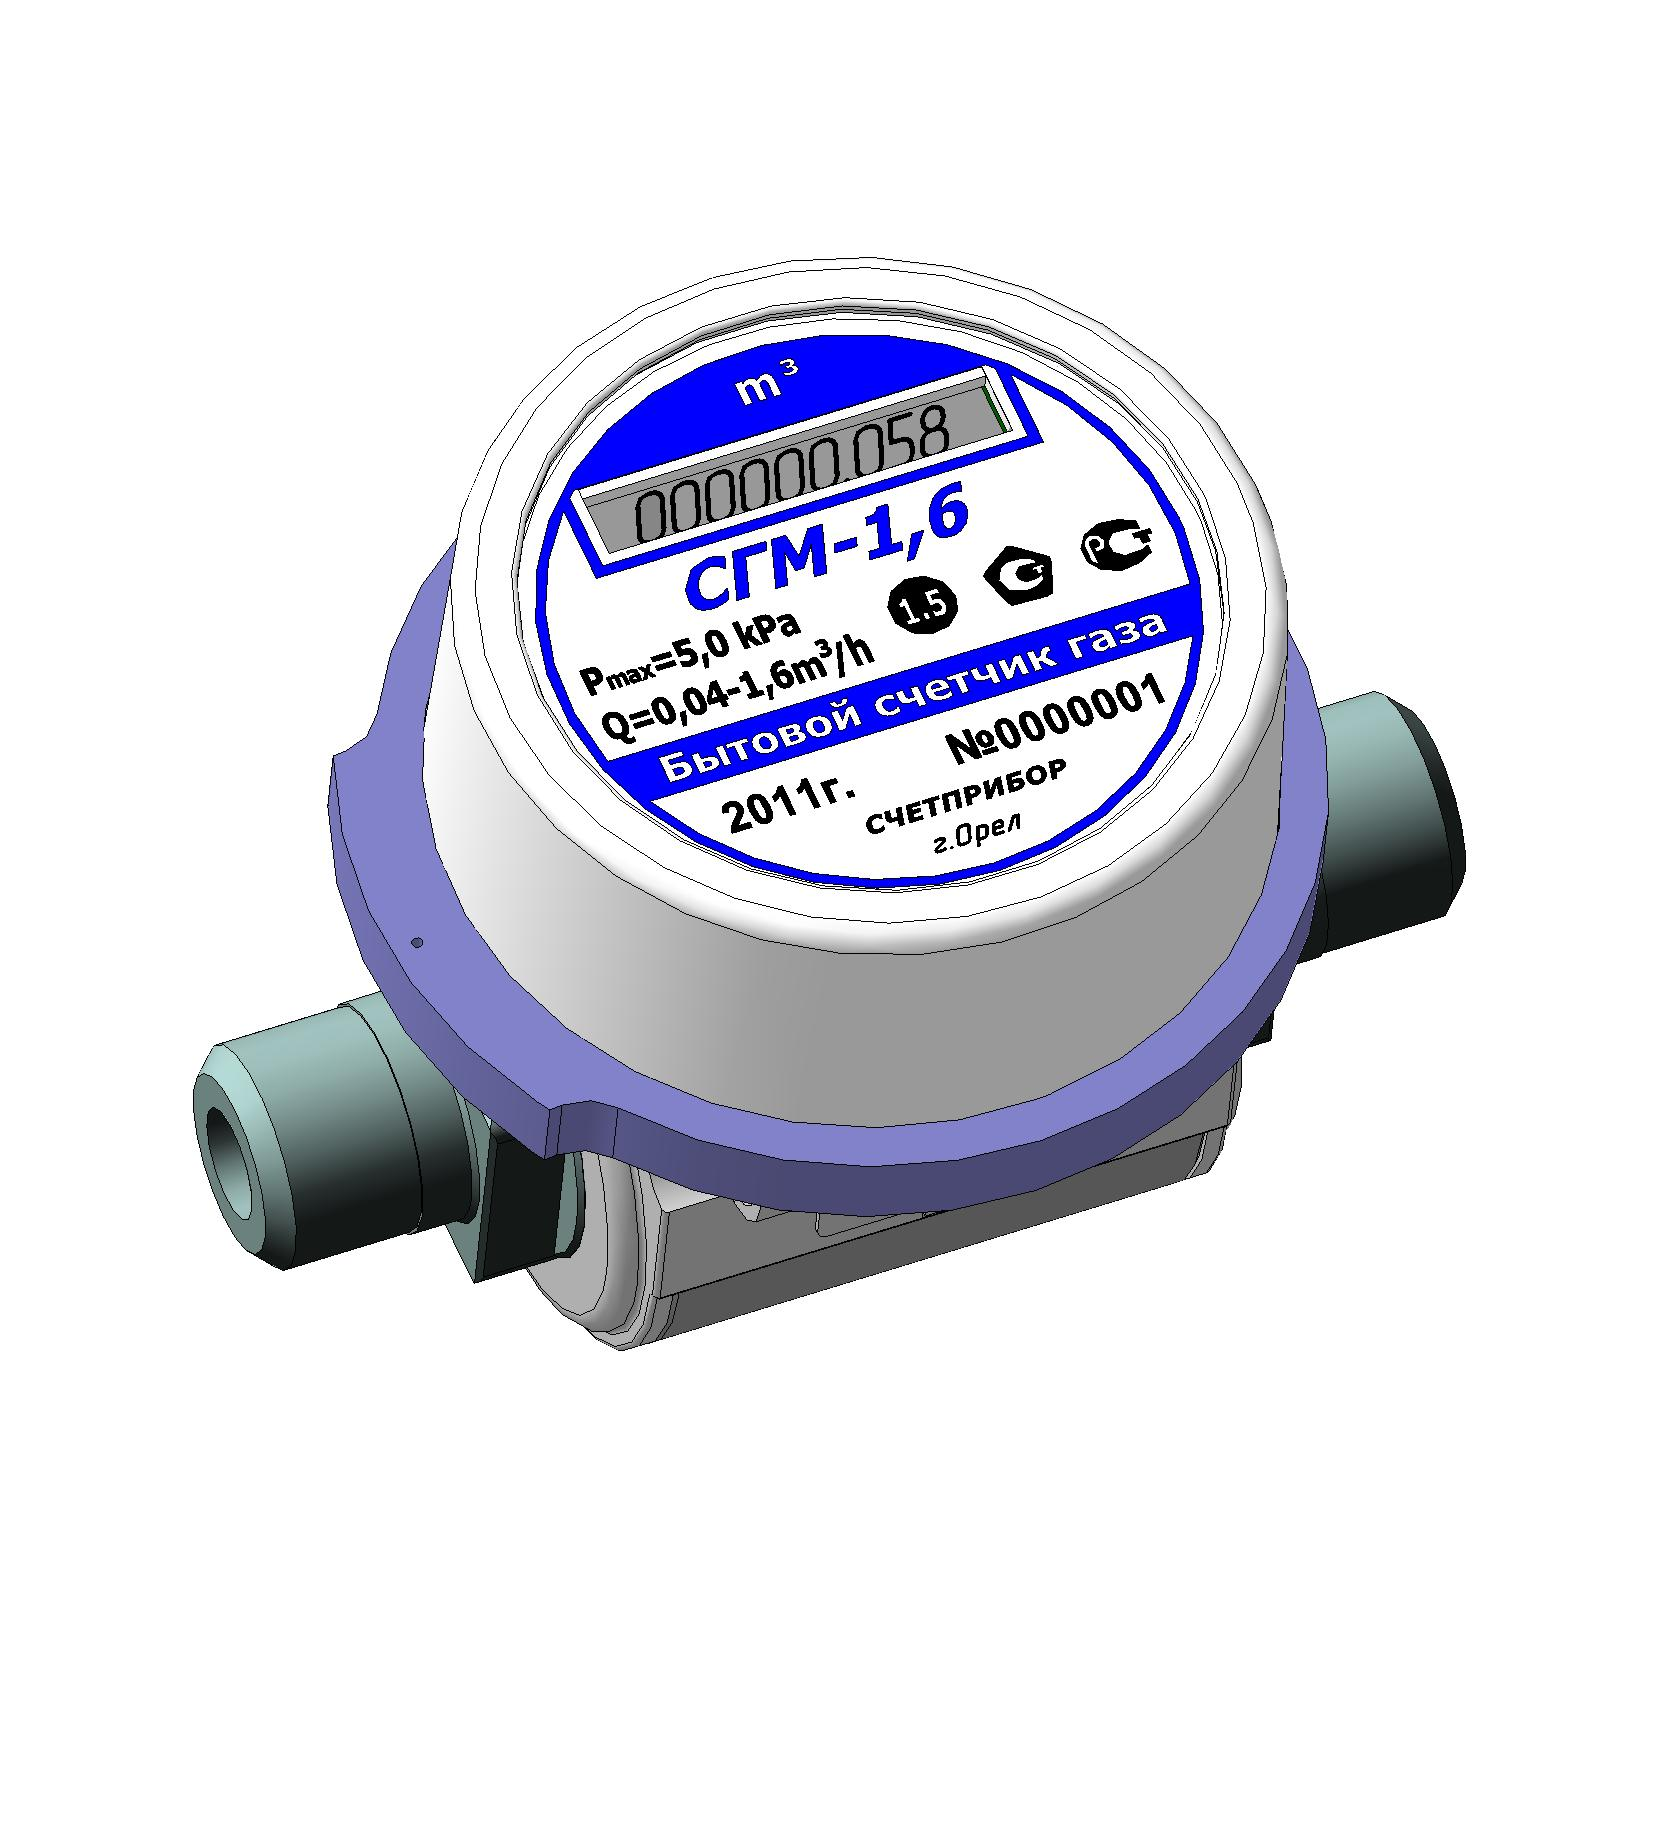 m³
000000.058
СГМ-1,6
Pmax=5,0 kPa
Q=0,04-1,6m³/h
1.5
Бытовой счетчик газа
2011г.
№0000001
СЧЕТПРИБОР
г.Орел